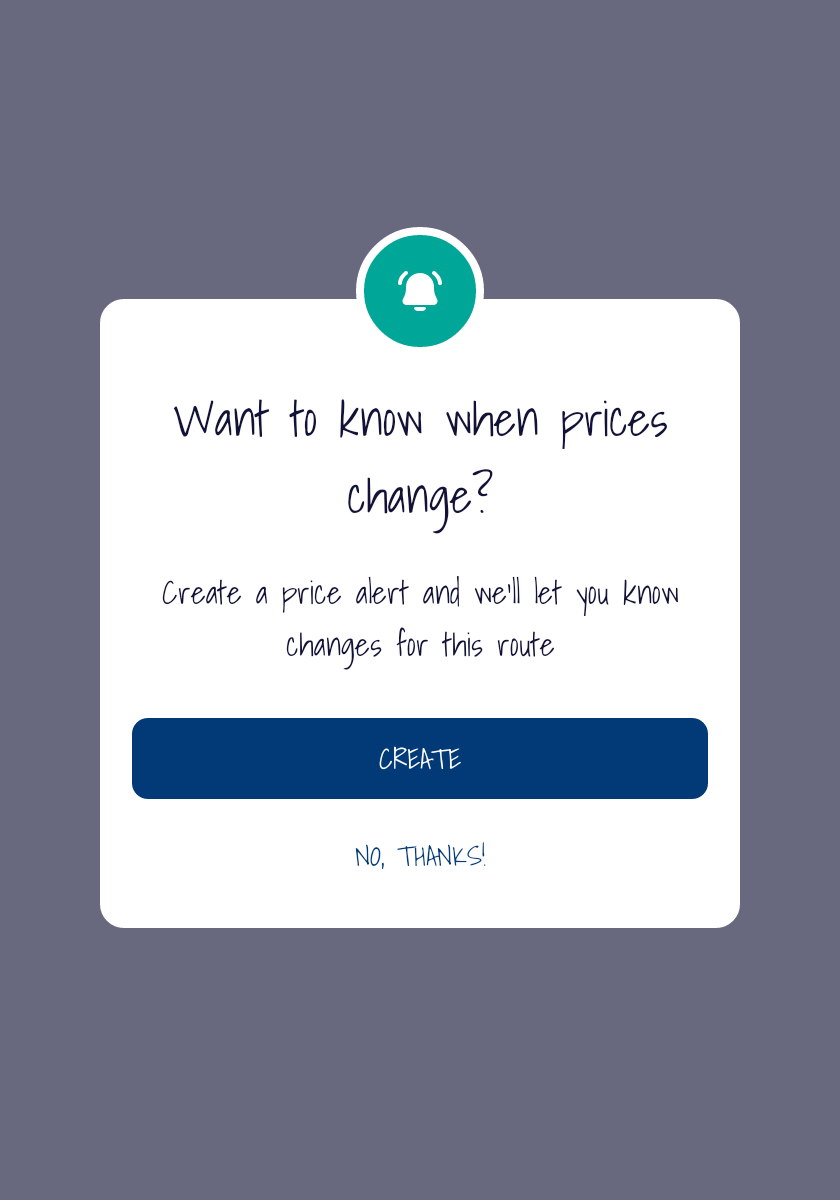 Want to know when prices
change?
Create a price alert and we'll let you know
changes for this route
CREATE
NO, THANKS!